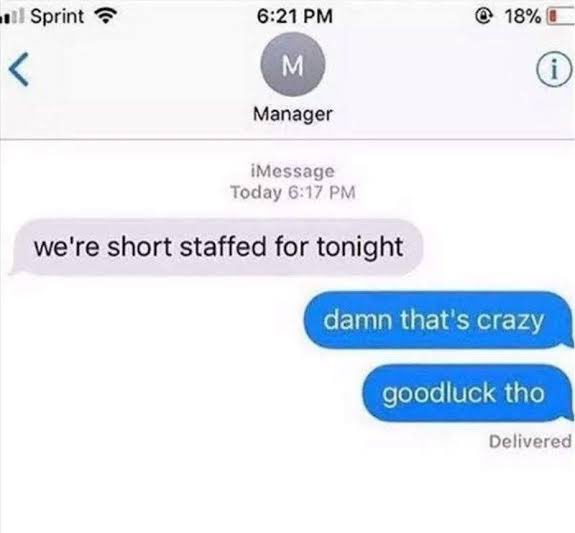 Sprint 6:21 PM 18%
M
Manager
iMessage
Today 6:17 PM
we're short staffed for tonight
damn that's crazy
goodluck tho
Delivered